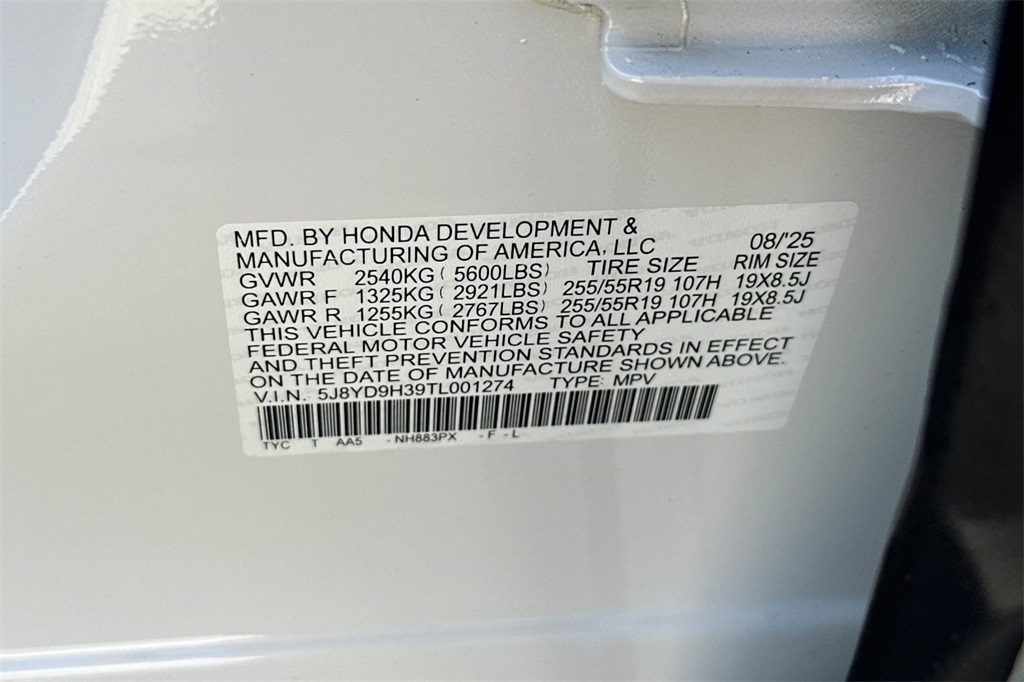 MFD. BY HONDA DEVELOPMENT &
MANUFACTURING OF AMERICA, LLC 08/'25
GVWR 2540KG ( 5600LBS) TIRE SIZE RIM SIZE
GAWR F 1325KG ( 2921LBS) 255/55R19 107H 19X8.5J
GAWR R 1255KG ( 2767LBS) 255/55R19 107H 19X8.5J
THIS VEHICLE CONFORMS TO ALL APPLICABLE
FEDERAL MOTOR VEHICLE SAFETY
AND THEFT PREVENTION STANDARDS IN EFFECT
ON THE DATE OF MANUFACTURE SHOWN ABOVE.
V.I.N.: 5J8YD9H39TL001274 TYPE: MPV
TYC T AA5 - NH883PX - F - L